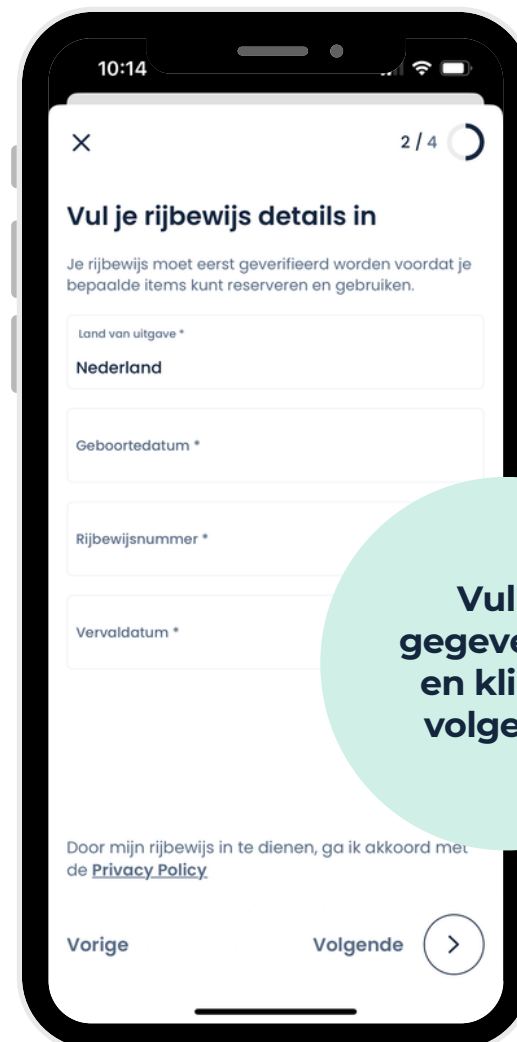 10:14
2 / 4
Vul je rijbewijs details in
Je rijbewijs moet eerst geverifieerd worden voordat je
bepaalde items kunt reserveren en gebruiken.
Land van uitgave *
Nederland
Geboortedatum *
Rijbewijsnummer *
Vervaldatum *
Vul
en
Door mijn rijbewijs in te dienen, ga ik akkoord met
de Privacy Policy
Vorige
Volgende